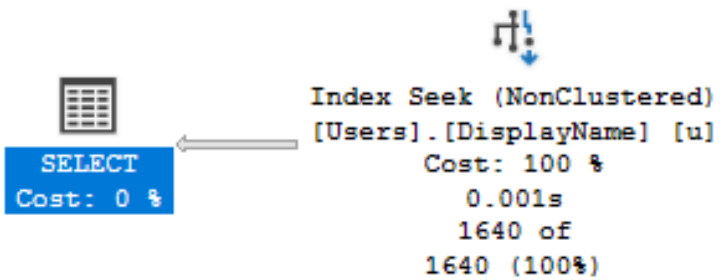 SELECT
Cost: 0 %
Index Seek (NonClustered)
[Users].[DisplayName] [u]
Cost: 100 %
0.001s
1640 of
1640 (100%)